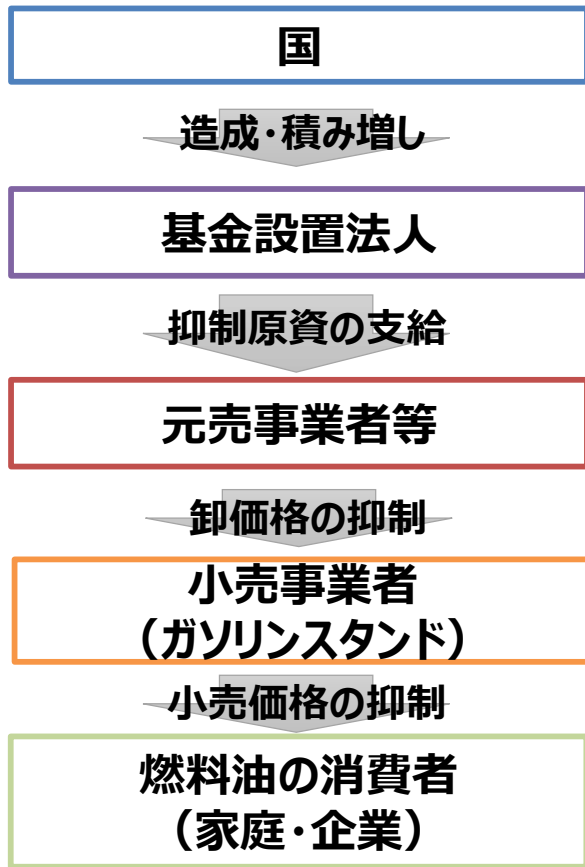 国
造成・積み増し
基金設置法人
抑制原資の支給
元売事業者等
卸価格の抑制
小売事業者
（ガソリンスタンド）
小売価格の抑制
燃料油の消費者
（家庭・企業）